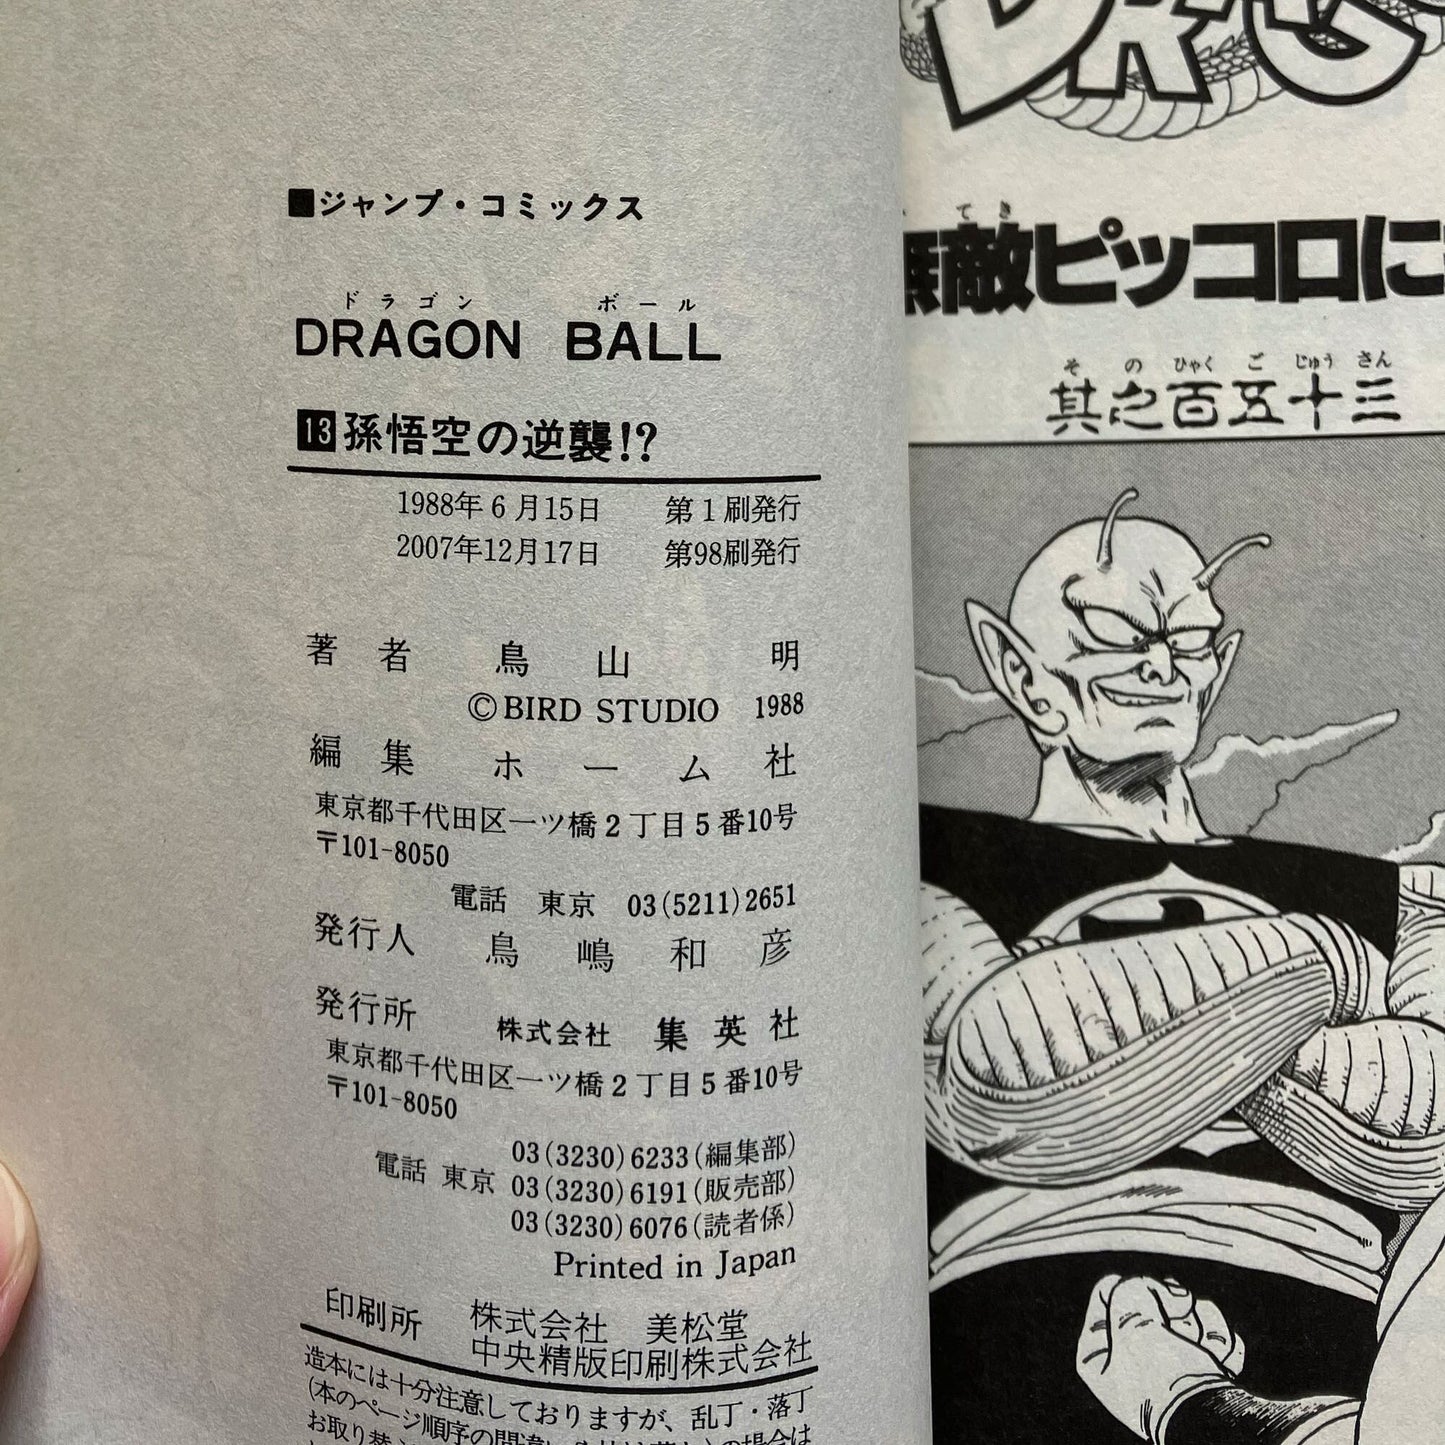 ■ジャンプ・コミックス
ドラゴン ボール
DRAGON BALL
13 孫悟空の逆襲!?
1988年6月15日 第1刷発行
2007年12月17日 第98刷発行
著者 鳥山 明
©BIRD STUDIO 1988
編集 ホーム社
東京都千代田区一ツ橋2丁目5番10号
〒101-8050
電話 東京 03(5211)2651
発行人 鳥嶋和彦
発行所 株式会社 集英社
東京都千代田区一ツ橋2丁目5番10号
〒101-8050
03(3230)6233(編集部)
電話 東京 03(3230)6191(販売部)
03(3230)6076(読者係)
Printed in Japan
印刷所 株式会社 美松堂
中央精版印刷株式会社
造本には十分注意しておりますが、乱丁・落丁
(本のページ順序の間違い
の場合は
お取り替え
DRAG
てき
無敵ピッコロに
そ の ひゃく ご じゅう さん
其之百五十三